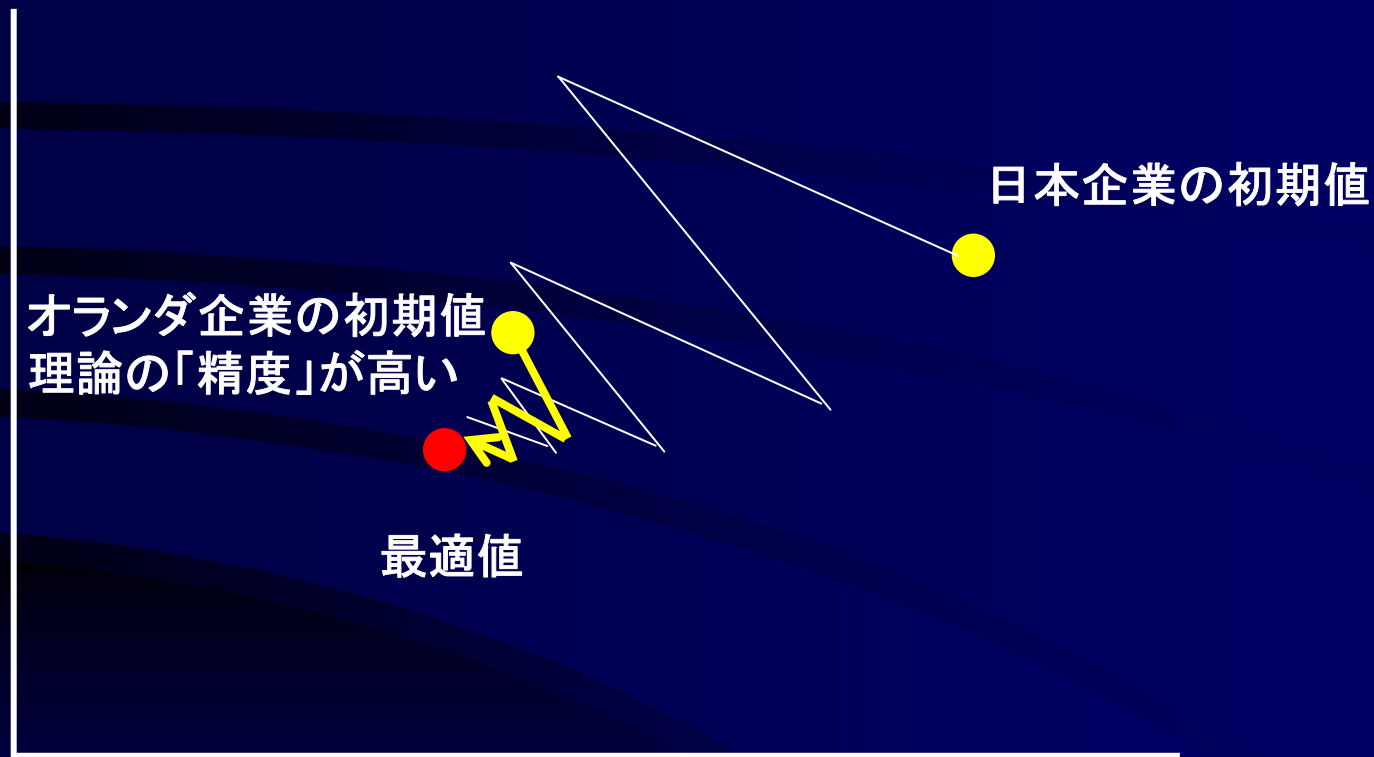 日本企業の初期値
オランダ企業の初期値
理論の「精度」が高い
最適値